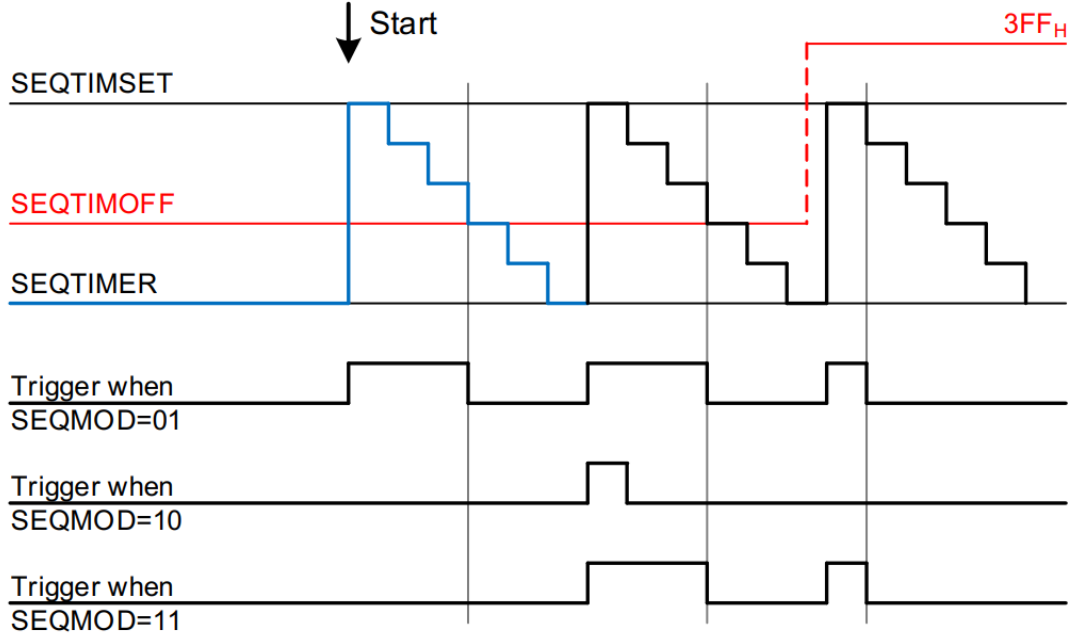 Start
3FFH
SEQTIMSET
SEQTIMOFF
SEQTIMER
Trigger when
SEQMOD=01
Trigger when
SEQMOD=10
Trigger when
SEQMOD=11